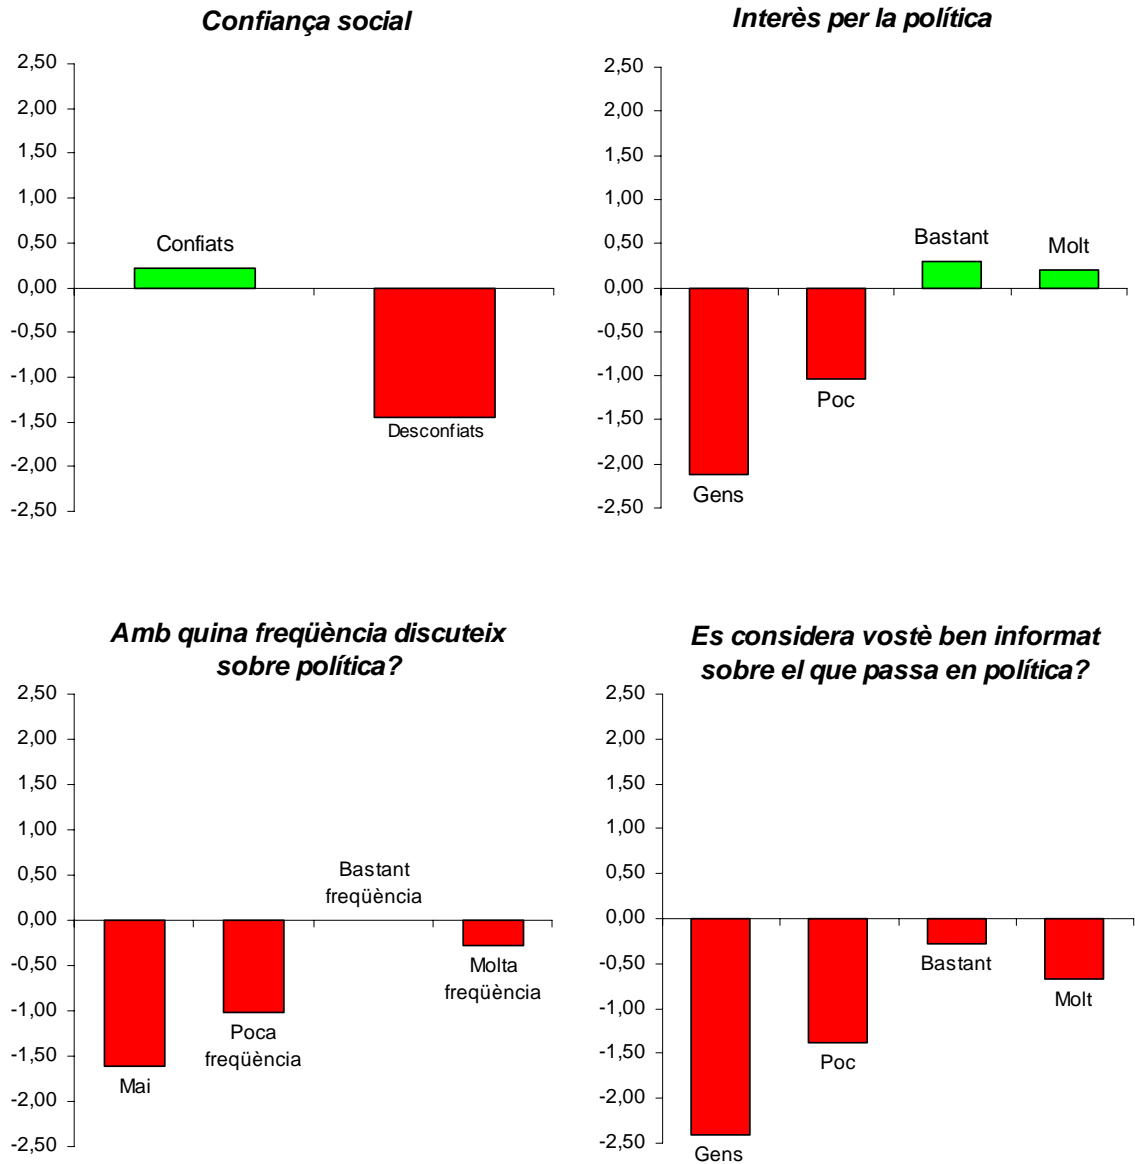 Confiança social
2,50
2,00
1,50
1,00
0,50
0,00
-0,50
-1,00
-1,50
-2,00
-2,50
Confiats
Desconfiats
Interès per la política
2,50
2,00
1,50
1,00
0,50
0,00
-0,50
-1,00
-1,50
-2,00
-2,50
Bastant
Molt
Poc
Gens
Amb quina freqüència discuteix
sobre política?
2,50
2,00
1,50
1,00
0,50
0,00
-0,50
-1,00
-1,50
-2,00
-2,50
Bastant
freqüència
Molta
freqüència
Poca
freqüència
Mai
Es considera vostè ben informat
sobre el que passa en política?
2,50
2,00
1,50
1,00
0,50
0,00
-0,50
-1,00
-1,50
-2,00
-2,50
Bastant
Molt
Poc
Gens